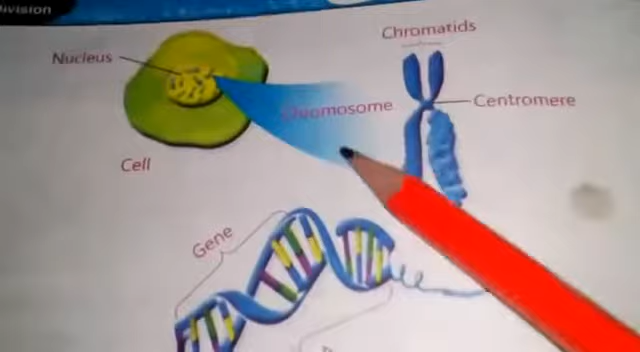 ivision
Chromatids
Nucleus
Chromosome
Centromere
Cell
Gene